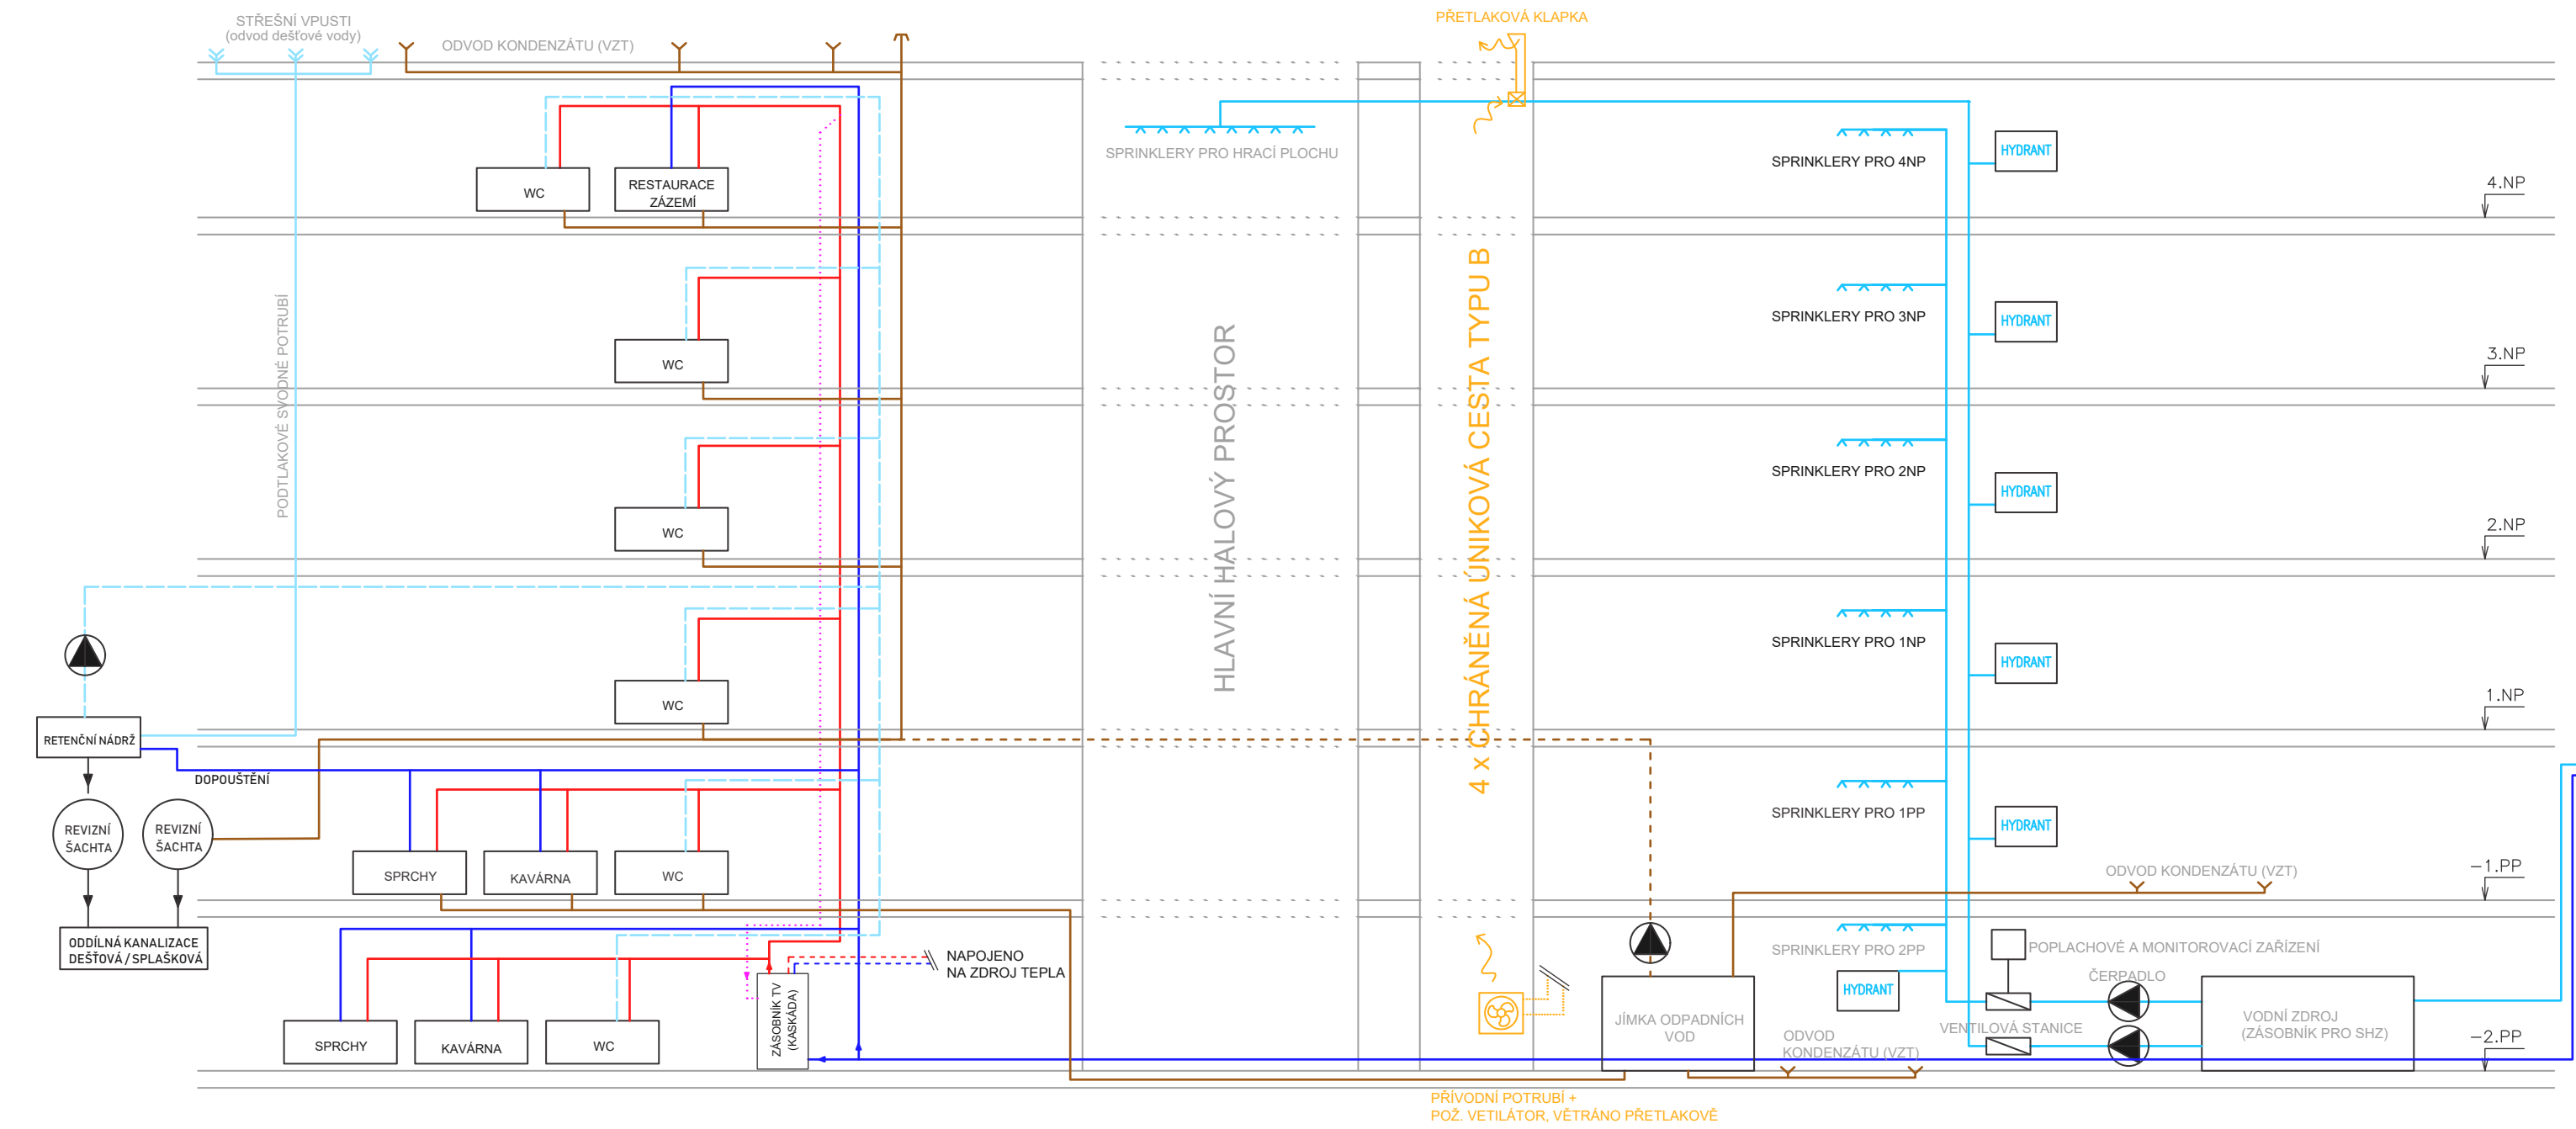 STŘEŠNÍ VPUSTI
(odvod dešťové vody)
ODVOD KONDENZÁTU (VZT)
PŘETLAKOVÁ KLAPKA
SPRINKLERY PRO HRACÍ PLOCHU
SPRINKLERY PRO 4NP
HYDRANT
4.NP
WC
RESTAURACE
ZÁZEMÍ
PODTLAKOVÉ SVODNÉ POTRUBÍ
HLAVNÍ HALOVÝ PROSTOR
4 x CHRÁNĚNÁ ÚNIKOVÁ CESTA TYPU B
SPRINKLERY PRO 3NP
HYDRANT
3.NP
WC
SPRINKLERY PRO 2NP
HYDRANT
2.NP
WC
SPRINKLERY PRO 1NP
HYDRANT
1.NP
WC
RETENČNÍ NÁDRŽ
DOPOUŠTĚNÍ
REVIZNÍ
ŠACHTA
REVIZNÍ
ŠACHTA
ODDÍLNÁ KANALIZACE
DEŠŤOVÁ / SPLAŠKOVÁ
SPRCHY
KAVÁRNA
WC
SPRINKLERY PRO 1PP
HYDRANT
ODVOD KONDENZÁTU (VZT)
-1.PP
NAPOJENO
NA ZDROJ TEPLA
ZÁSOBNÍK TV
(KASKÁDA)
SPRCHY
KAVÁRNA
WC
SPRINKLERY PRO 2PP
HYDRANT
POPLACHOVÉ A MONITOROVACÍ ZAŘÍZENÍ
ČERPADLO
VENTILOVÁ STANICE
JÍMKA ODPADNÍCH
VOD
ODVOD
KONDENZÁTU (VZT)
VODNÍ ZDROJ
(ZÁSOBNÍK PRO SHZ)
-2.PP
PŘÍVODNÍ POTRUBÍ +
POŽ. VETILÁTOR, VĚTRÁNO PŘETLAKOVĚ